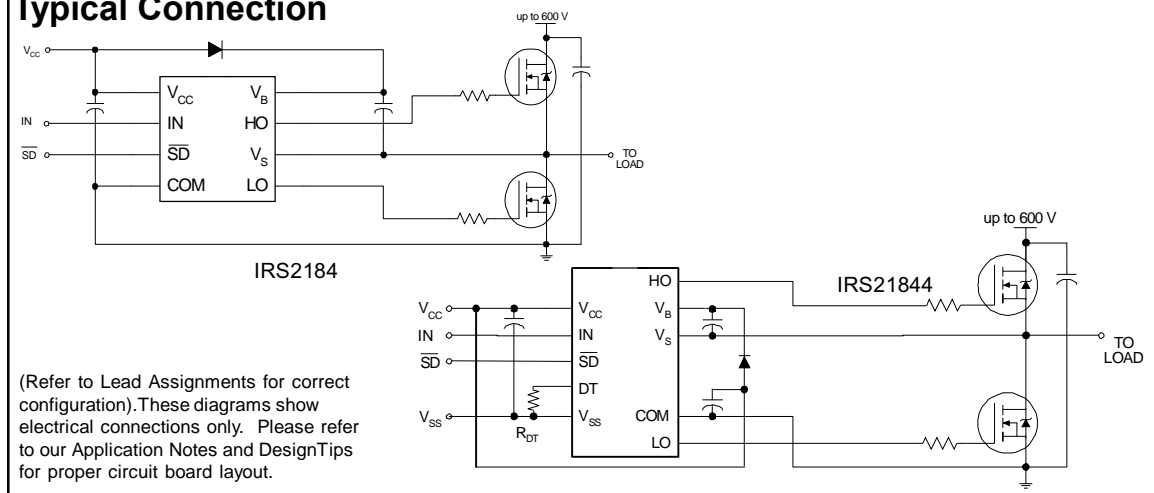 Typical Connection
up to 600 V
VCC
VCC
VB
IN
IN
HO
SD
SD
VS
TO
LOAD
COM
LO
IRS2184
up to 600 V
HO
IRS21844
VCC
VCC
VB
IN
IN
VS
TO
LOAD
SD
SD
DT
VSS
VSS
COM
RDT
LO
(Refer to Lead Assignments for correct
configuration).These diagrams show
electrical connections only. Please refer
to our Application Notes and DesignTips
for proper circuit board layout.